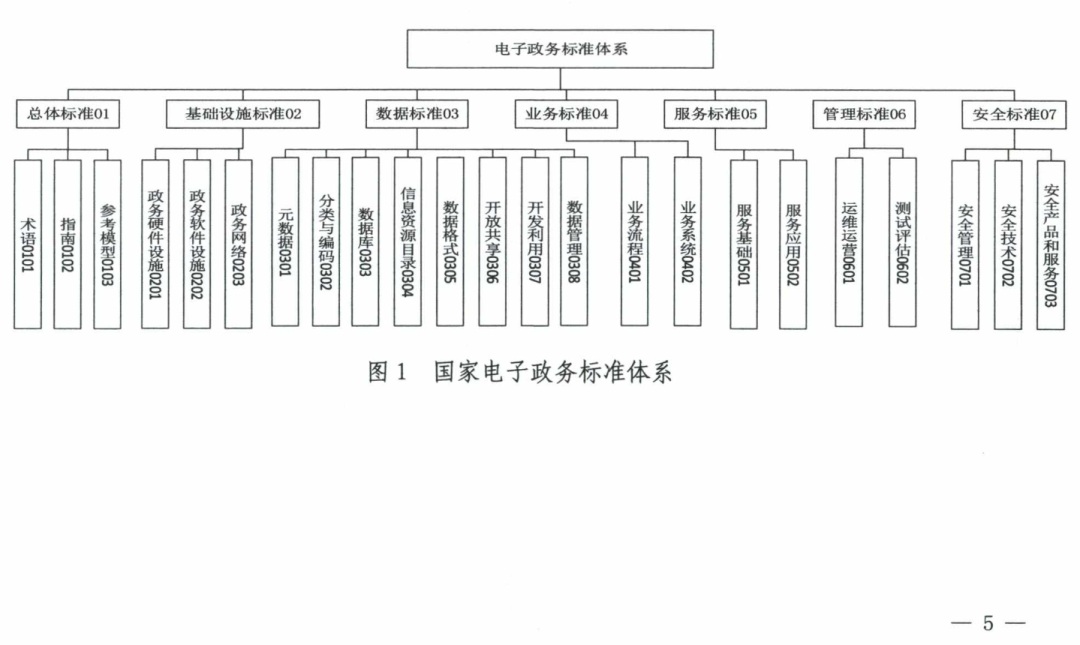 电子政务标准体系
总体标准01
基础设施标准02
数据标准03
业务标准04
服务标准05
管理标准06
安全标准07
术语0101
指南0102
参考模型0103
政务硬件设施0201
政务软件设施0202
政务网络0203
元数据0301
分类与编码0302
数据库0303
信息资源目录0304
数据格式0305
开放共享0306
开发利用0307
数据管理0308
业务流程0401
业务系统0402
服务基础0501
服务应用0502
运维运营0601
测试评估0602
安全管理0701
安全技术0702
安全产品和服务0703
图1 国家电子政务标准体系
— 5 —